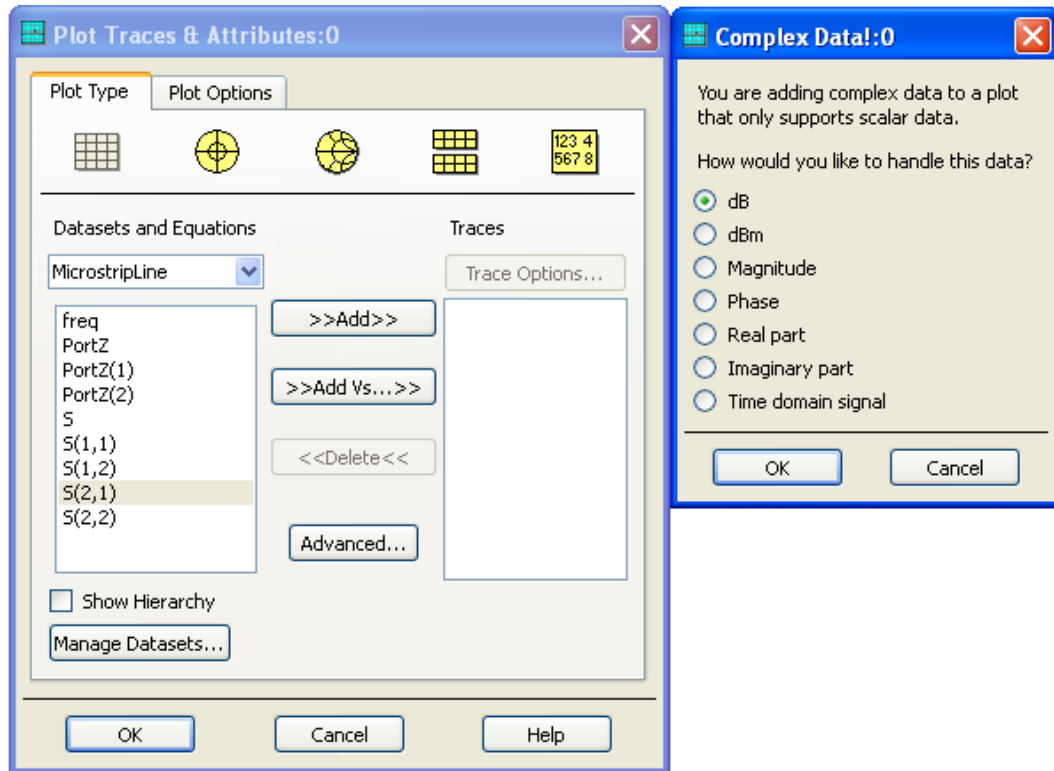 Plot Traces & Attributes:0
Plot Type
Plot Options
123 4
567 8
Datasets and Equations
Traces
MicrostripLine
Trace Options...
freq
PortZ
PortZ(1)
PortZ(2)
S
S(1,1)
S(1,2)
S(2,1)
S(2,2)
>>Add>>
>>Add Vs...>>
<<Delete<<
Advanced...
Show Hierarchy
Manage Datasets...
OK
Cancel
Help
Complex Data!:0
You are adding complex data to a plot
that only supports scalar data.
How would you like to handle this data?
dB
dBm
Magnitude
Phase
Real part
Imaginary part
Time domain signal
OK
Cancel